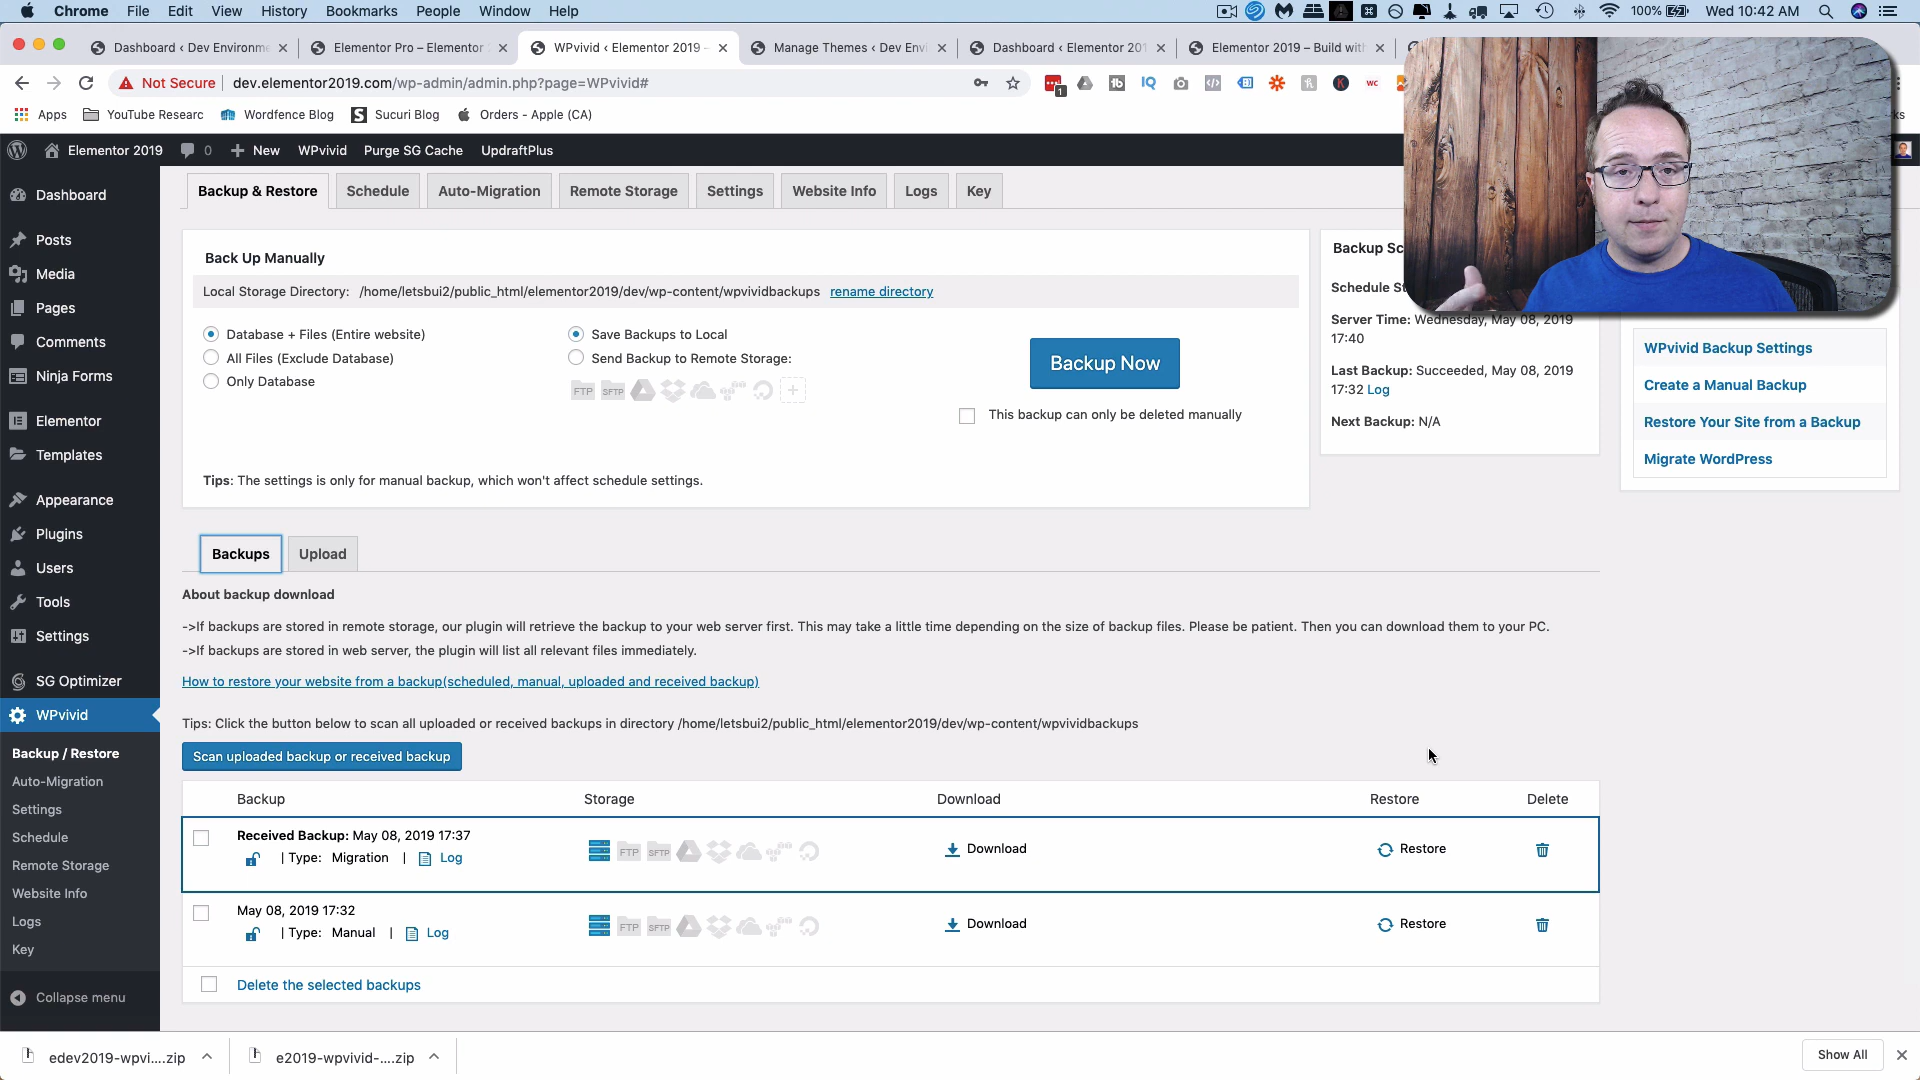 Chrome File Edit View History Bookmarks People Window Help
100% Wed 10:42 AM
Dashboard ‹ Dev Environme
Elementor Pro – Elementor
WPvivid ‹ Elementor 2019 –
Manage Themes ‹ Dev Envi
Dashboard ‹ Elementor 201
Elementor 2019 – Build with
Not Secure dev.elementor2019.com/wp-admin/admin.php?page=WPvivid#
Apps YouTube Researc Wordfence Blog Sucuri Blog Orders - Apple (CA)
Elementor 2019 0 New WPvivid Purge SG Cache UpdraftPlus
Dashboard
Posts
Media
Pages
Comments
Ninja Forms
Elementor
Templates
Appearance
Plugins
Users
Tools
Settings
SG Optimizer
WPvivid
Backup / Restore
Auto-Migration
Settings
Schedule
Remote Storage
Website Info
Logs
Key
Collapse menu
Backup & Restore Schedule Auto-Migration Remote Storage Settings Website Info Logs Key
Back Up Manually
Local Storage Directory: /home/letsbui2/public_html/elementor2019/dev/wp-content/wpvividbackups rename directory
Database + Files (Entire website)
All Files (Exclude Database)
Only Database
Save Backups to Local
Send Backup to Remote Storage:
FTP SFTP
Backup Now
This backup can only be deleted manually
Tips: The settings is only for manual backup, which won't affect schedule settings.
Backup Sc
Schedule St
Server Time: Wednesday, May 08, 2019
17:40
Last Backup: Succeeded, May 08, 2019
17:32 Log
Next Backup: N/A
WPvivid Backup Settings
Create a Manual Backup
Restore Your Site from a Backup
Migrate WordPress
Backups Upload
About backup download
->If backups are stored in remote storage, our plugin will retrieve the backup to your web server first. This may take a little time depending on the size of backup files. Please be patient. Then you can download them to your PC.
->If backups are stored in web server, the plugin will list all relevant files immediately.
How to restore your website from a backup(scheduled, manual, uploaded and received backup)
Tips: Click the button below to scan all uploaded or received backups in directory /home/letsbui2/public_html/elementor2019/dev/wp-content/wpvividbackups
Scan uploaded backup or received backup
Backup Storage Download Restore Delete
Received Backup: May 08, 2019 17:37
| Type: Migration | Log
FTP SFTP
Download
Restore
May 08, 2019 17:32
| Type: Manual | Log
FTP SFTP
Download
Restore
Delete the selected backups
edev2019-wpvi....zip
e2019-wpvivid-....zip
Show All